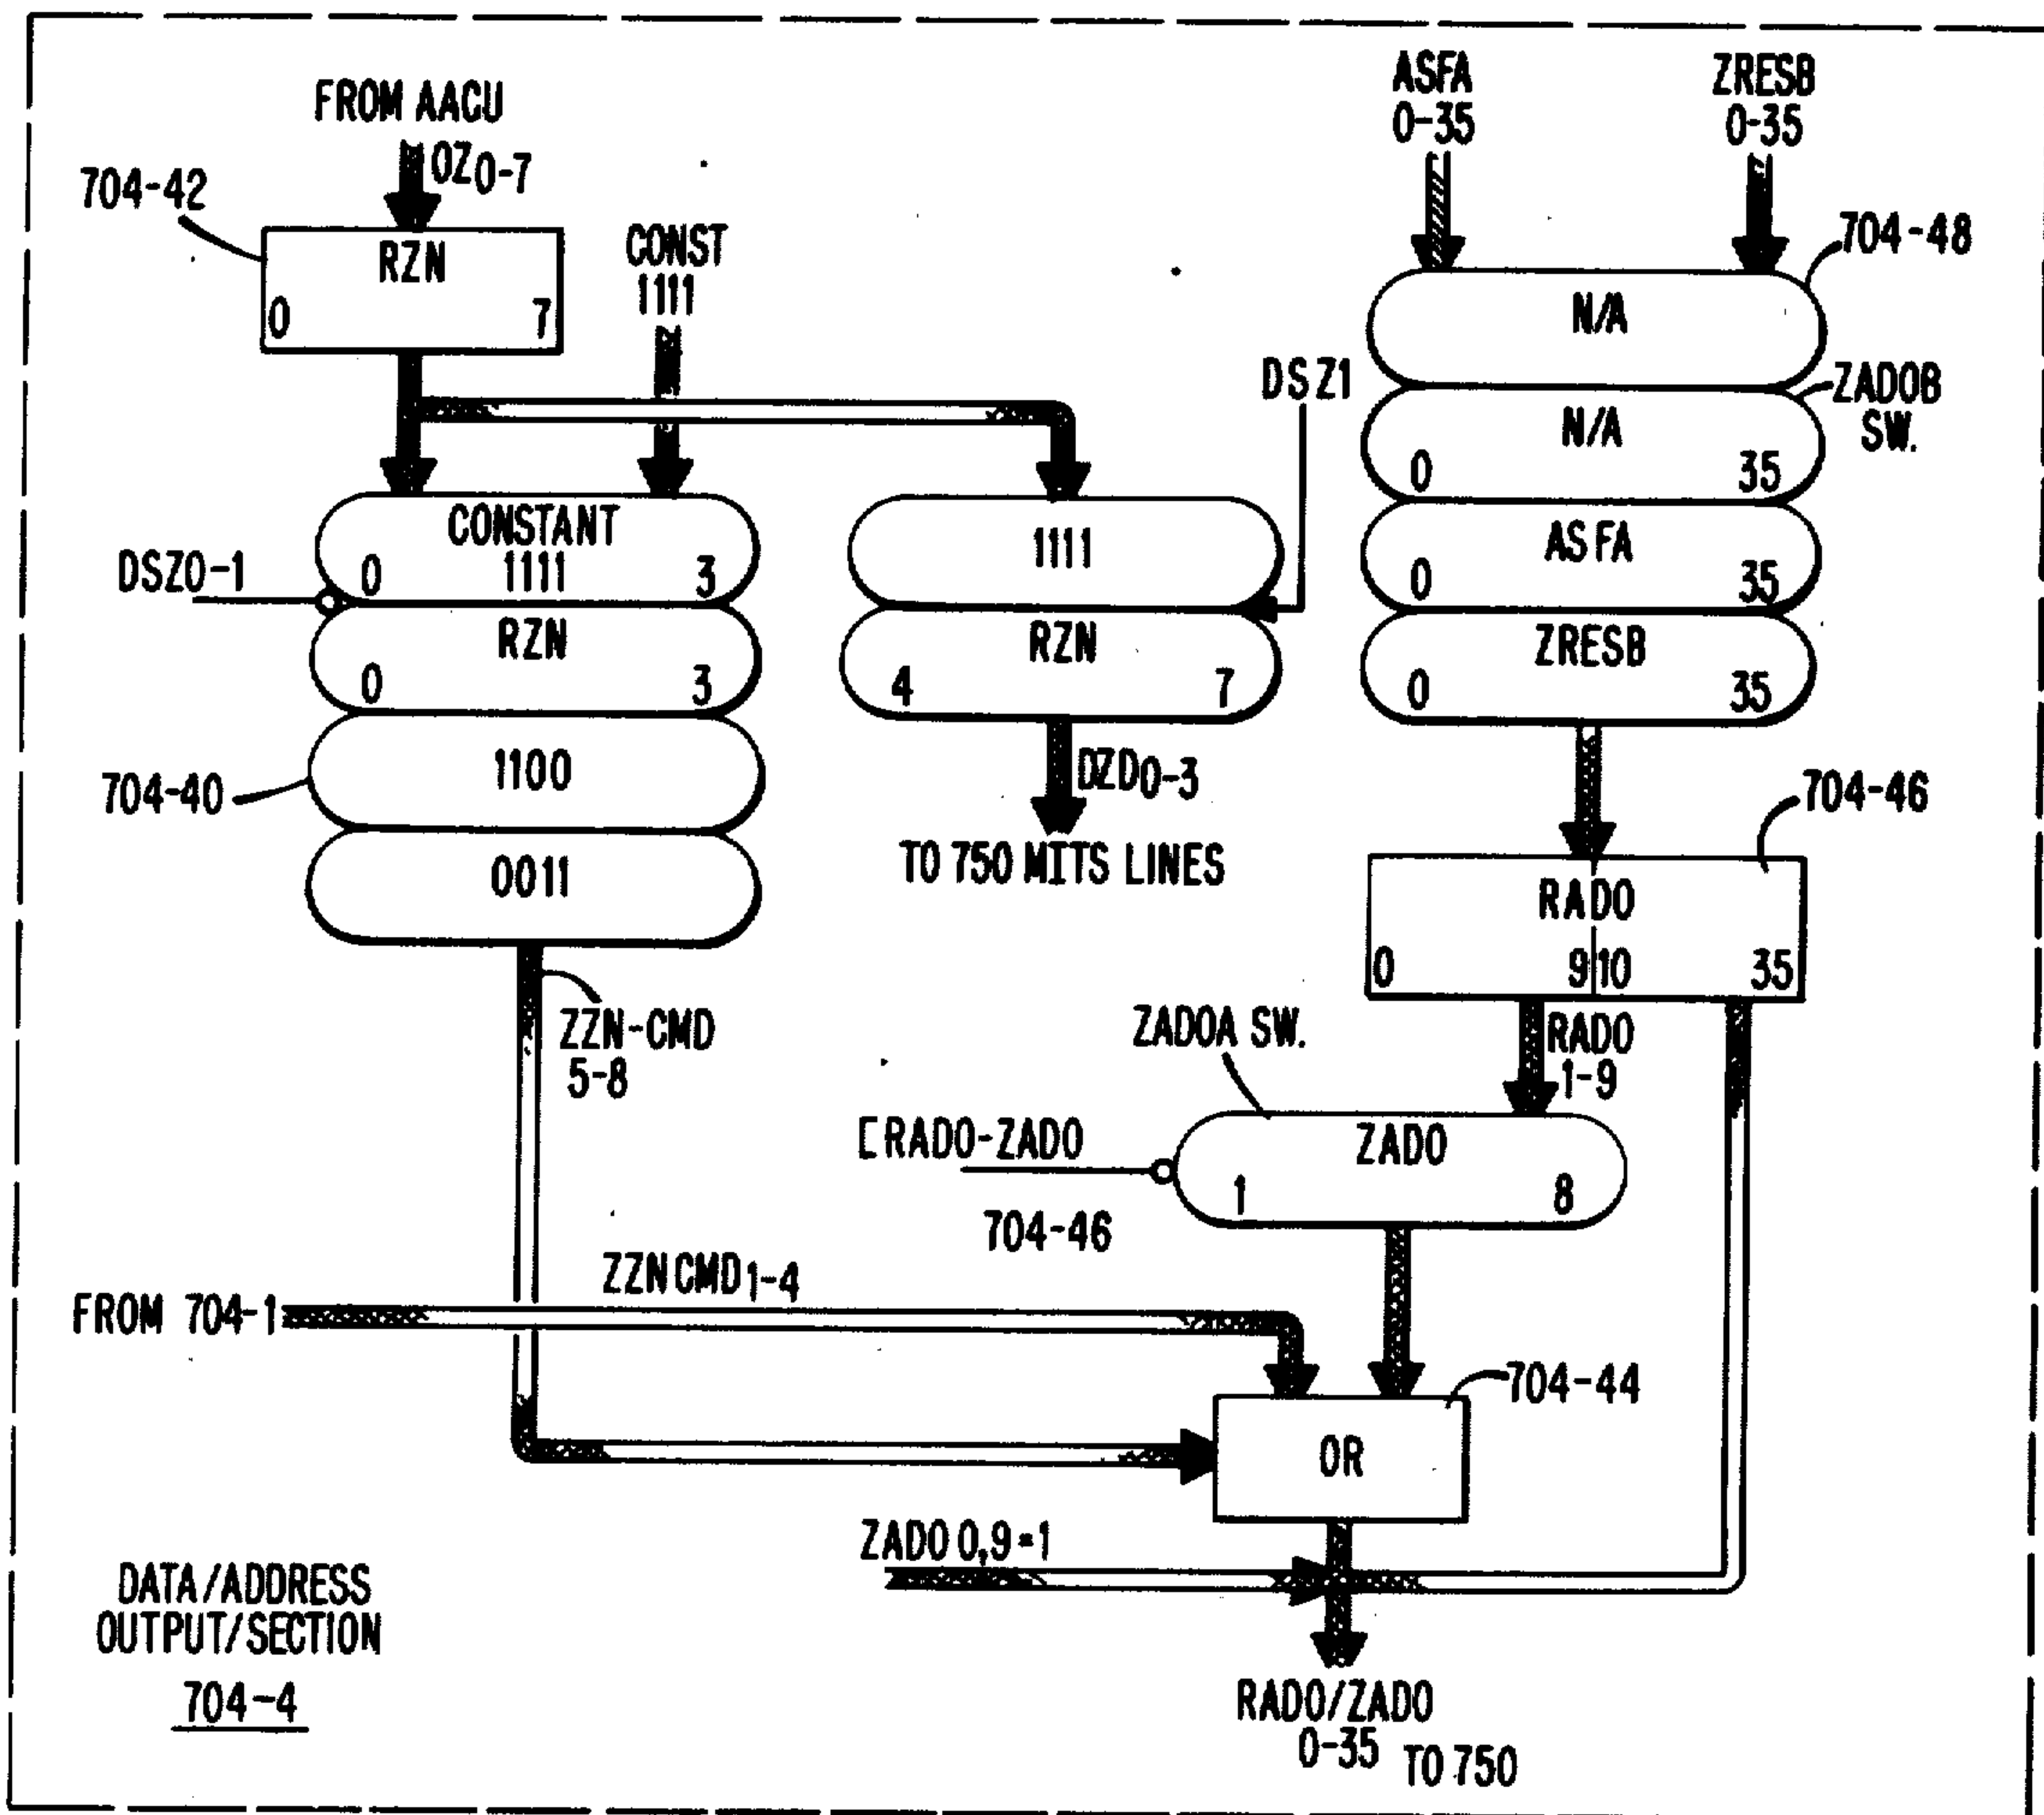 FROM AACU
OZ0-7
704-42
RZN
0 7
CONST
1111
ASFA
0-35
ZRESB
0-35
704-48
N/A
ZADOB
SW.
N/A
0 35
ASFA
0 35
ZRESB
0 35
DSZ1
DSZ0-1
CONSTANT
0 1111 3
RZN
0 3
704-40
1100
0011
1111
RZN
4 7
DZD0-3
TO 750 MITS LINES
704-46
RADO
0 9 10 35
ZZN-CMD
5-8
ZADOA SW.
RADO
1-9
[RADO-ZADO
ZADO
1 8
704-46
ZZNCMD1-4
FROM 704-1
704-44
OR
ZADO 0,9=1
DATA/ADDRESS
OUTPUT/SECTION
704-4
RADO/ZADO
0-35 TO 750